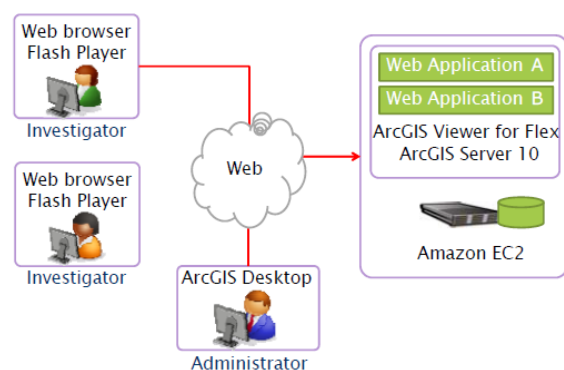 Web browser
Flash Player
Investigator
Web browser
Flash Player
Investigator
Web
ArcGIS Desktop
Administrator
Web Application A
Web Application B
ArcGIS Viewer for Flex
ArcGIS Server 10
Amazon EC2